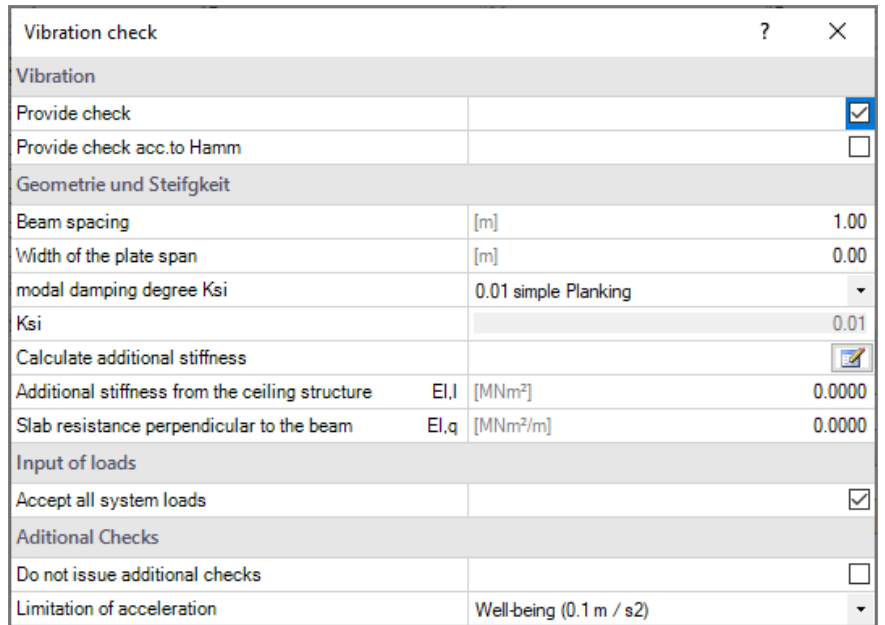 Vibration check ?
Vibration
Provide check
Provide check acc.to Hamm
Geometrie und Steifgkeit
Beam spacing [m] 1.00
Width of the plate span [m] 0.00
modal damping degree Ksi 0.01 simple Planking
Ksi 0.01
Calculate additional stiffness
Additional stiffness from the ceiling structure EI,l [MNm²] 0.0000
Slab resistance perpendicular to the beam EI,q [MNm²/m] 0.0000
Input of loads
Accept all system loads
Aditional Checks
Do not issue additional checks
Limitation of acceleration Well-being (0.1 m / s2)